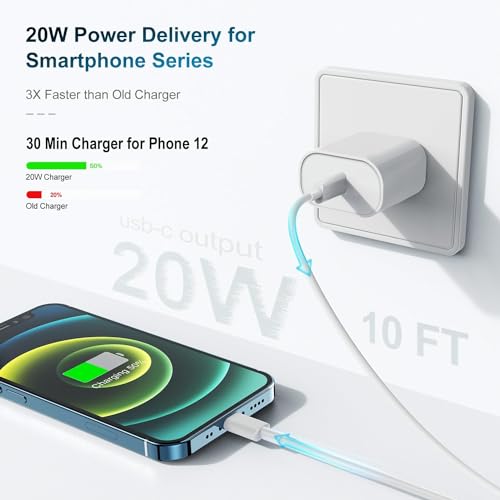 20W Power Delivery for
Smartphone Series
3X Faster than Old Charger
30 Min Charger for Phone 12
50%
20W Charger
20%
Old Charger
usb-c output
20W
10 FT
Charging 50%